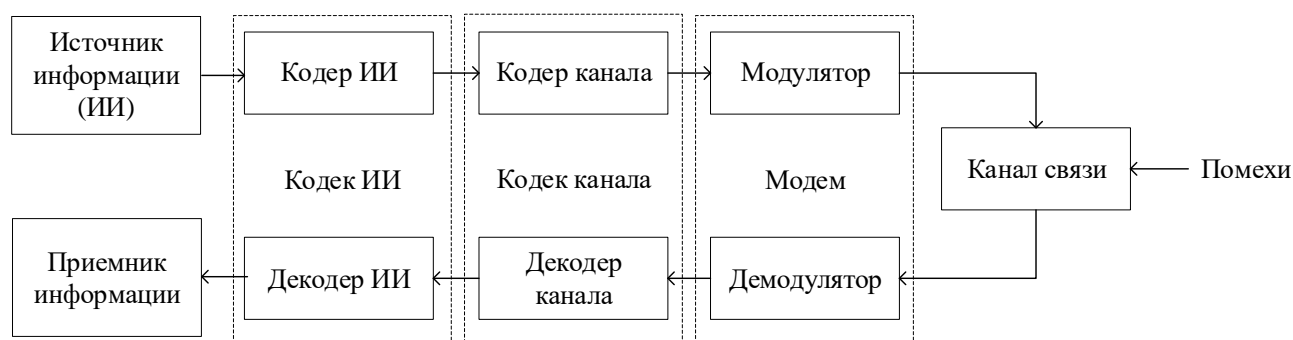 Источник
информации
(ИИ)
Кодер ИИ
Кодер канала
Модулятор
Канал связи
Помехи
Кодек ИИ
Кодек канала
Модем
Приемник
информации
Декодер ИИ
Декодер
канала
Демодулятор